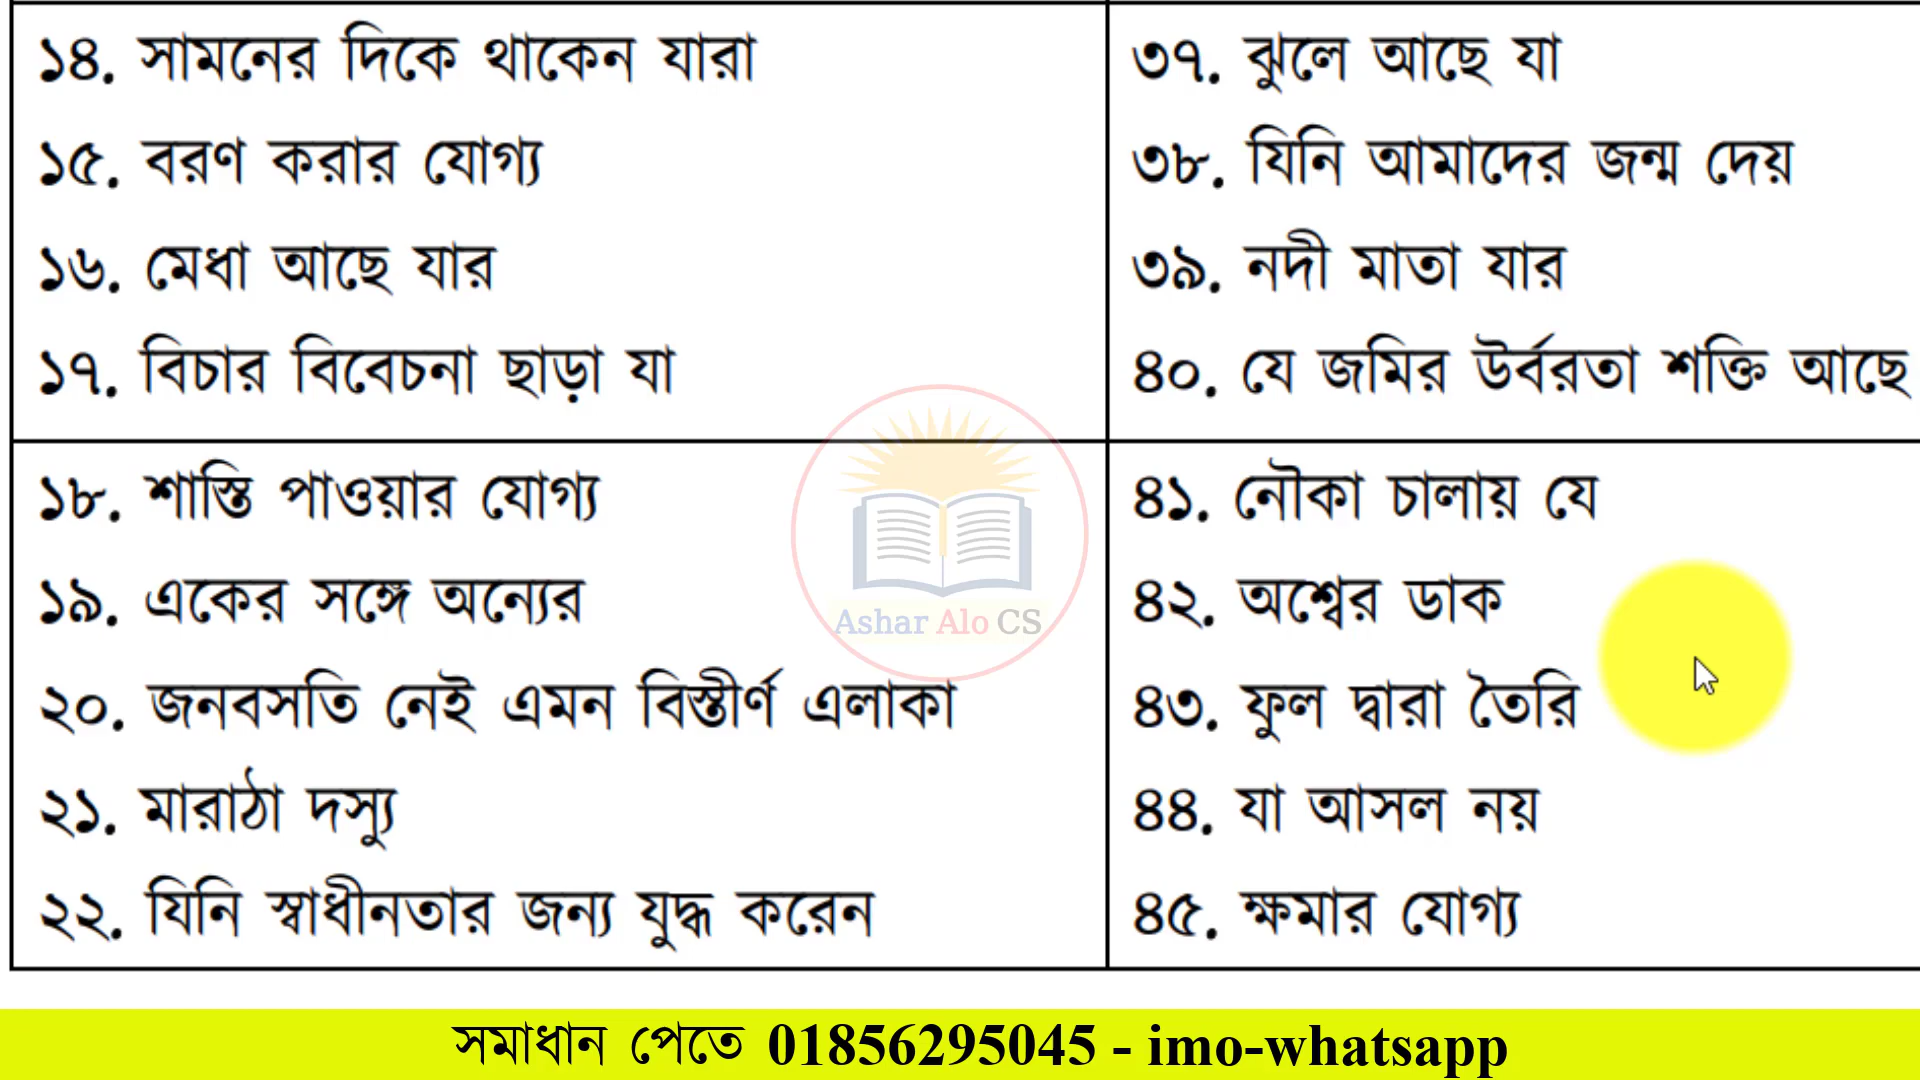 ১৪. সামনের দিকে থাকেন যারা
১৫. বরণ করার যোগ্য
১৬. মেধা আছে যার
১৭. বিচার বিবেচনা ছাড়া যা
১৮. শাস্তি পাওয়ার যোগ্য
১৯. একের সঙ্গে অন্যের
২০. জনবসতি নেই এমন বিস্তীর্ণ এলাকা
২১. মারাঠা দস্যু
২২. যিনি স্বাধীনতার জন্য যুদ্ধ করেন
৩৭. ঝুলে আছে যা
৩৮. যিনি আমাদের জন্ম দেয়
৩৯. নদী মাতা যার
৪০. যে জমির উর্বরতা শক্তি আছে
৪১. নৌকা চালায় যে
৪২. অশ্বের ডাক
৪৩. ফুল দ্বারা তৈরি
৪৪. যা আসল নয়
৪৫. ক্ষমার যোগ্য
Ashar Alo CS
সমাধান পেতে 01856295045 - imo-whatsapp